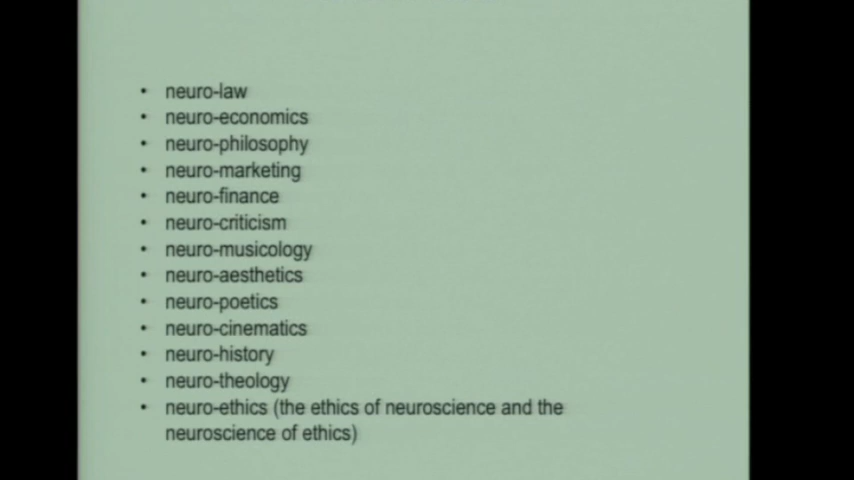 • neuro-law
• neuro-economics
• neuro-philosophy
• neuro-marketing
• neuro-finance
• neuro-criticism
• neuro-musicology
• neuro-aesthetics
• neuro-poetics
• neuro-cinematics
• neuro-history
• neuro-theology
• neuro-ethics (the ethics of neuroscience and the
neuroscience of ethics)